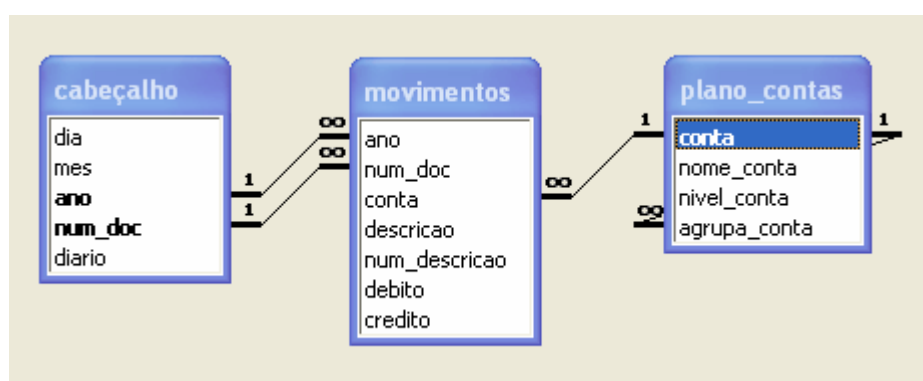 cabeçalho
dia
mes
ano
num_doc
diario
1
1
∞
∞
movimentos
ano
num_doc
conta
descricao
num_descricao
debito
credito
∞
1
plano_contas
conta
nome_conta
nivel_conta
agrupa_conta
1
∞